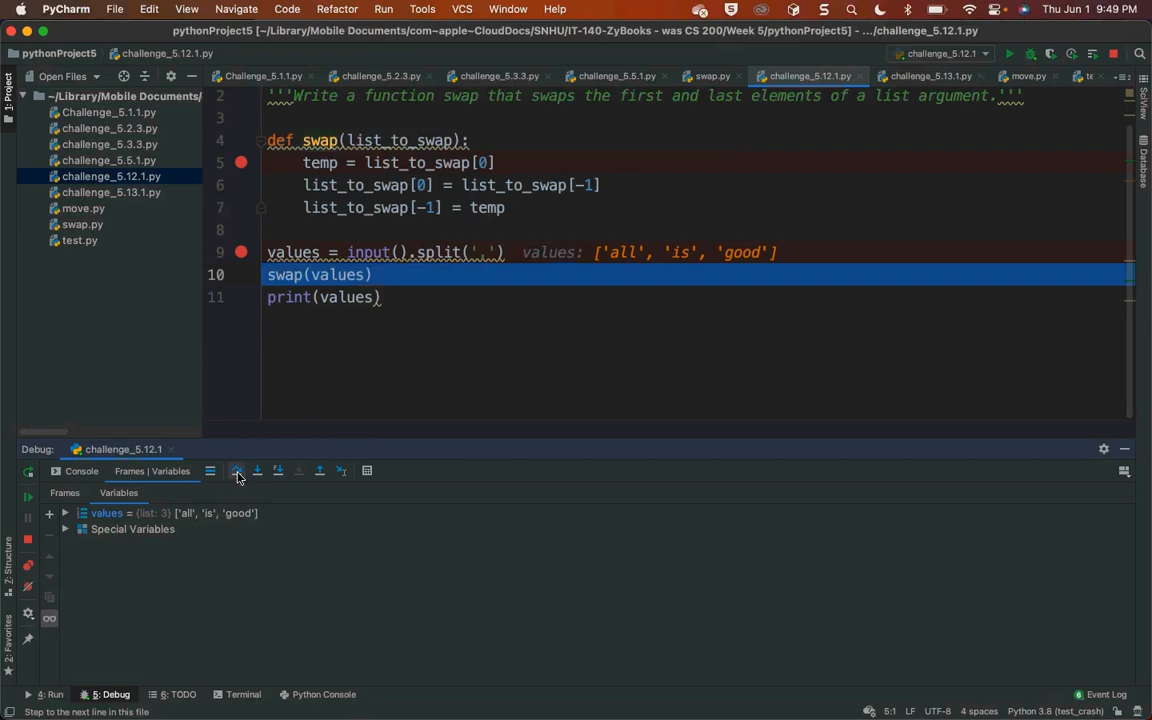 PyCharm File Edit View Navigate Code Refactor Run Tools VCS Window Help Thu Jun 1 9:49 PM
pythonProject5 [~/Library/Mobile Documents/com~apple~CloudDocs/SNHU/IT-140-ZyBooks - was CS 200/Week 5/pythonProject5] - .../challenge_5.12.1.py
pythonProject5 challenge_5.12.1.py challenge_5.12.1
Open Files Challenge_5.1.1.py challenge_5.2.3.py challenge_5.3.3.py challenge_5.5.1.py swap.py challenge_5.12.1.py challenge_5.13.1.py move.py te
1: Project
~/Library/Mobile Documents/
Challenge_5.1.1.py
challenge_5.2.3.py
challenge_5.3.3.py
challenge_5.5.1.py
challenge_5.12.1.py
challenge_5.13.1.py
move.py
swap.py
test.py
2 '''Write a function swap that swaps the first and last elements of a list argument.'''
3
4 def swap(list_to_swap):
5 temp = list_to_swap[0]
6 list_to_swap[0] = list_to_swap[-1]
7 list_to_swap[-1] = temp
8
9 values = input().split(',') values: ['all', 'is', 'good']
10 swap(values)
11 print(values)
SciView
Database
Debug: challenge_5.12.1
Console Frames | Variables
Frames Variables
values = {list: 3} ['all', 'is', 'good']
Special Variables
7: Structure
2: Favorites
4: Run 5: Debug 6: TODO Terminal Python Console 6 Event Log
Step to the next line in this file 5:1 LF UTF-8 4 spaces Python 3.8 (test_crash)